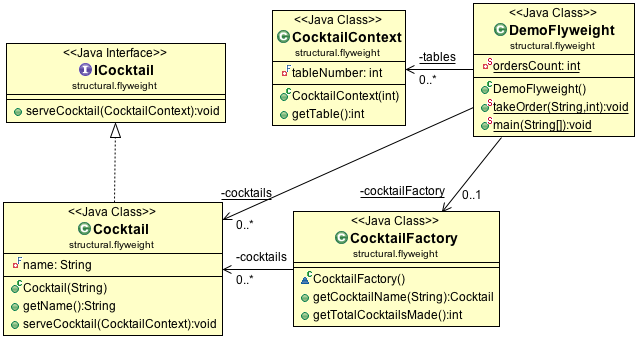 <<Java Interface>>
ICocktail
structural.flyweight
serveCocktail(CocktailContext):void
<<Java Class>>
CocktailContext
structural.flyweight
tableNumber: int
CocktailContext(int)
getTable():int
-tables
0..*
<<Java Class>>
DemoFlyweight
structural.flyweight
ordersCount: int
DemoFlyweight()
takeOrder(String,int):void
main(String[]):void
-cocktails
0..*
-cocktailFactory
0..1
<<Java Class>>
Cocktail
structural.flyweight
name: String
Cocktail(String)
getName():String
serveCocktail(CocktailContext):void
-cocktails
0..*
<<Java Class>>
CocktailFactory
structural.flyweight
CocktailFactory()
getCocktailName(String):Cocktail
getTotalCocktailsMade():int